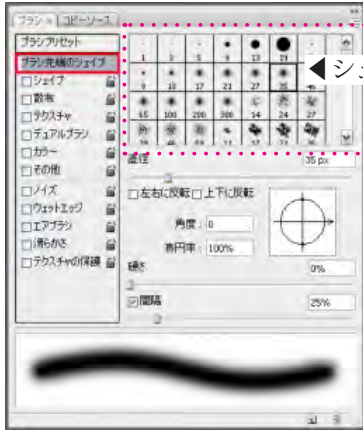 ブラシ× コピーソース
ブラシプリセット
ブラシ先端のシェイプ
□シェイプ
□散布
□テクスチャ
□デュアルブラシ
□カラー
□その他
□ノイズ
□ウェットエッジ
□エアブラシ
□滑らかさ
□テクスチャの保護
1 3 5 9 13 19
9 13 17 21 27 35 45
65 100 200 300 14 24 27
39 46 59 11 17
◀シ
直径 35 px
□左右に反転□上下に反転
角度: 0
真円率: 100%
硬さ 0%
☑間隔 25%